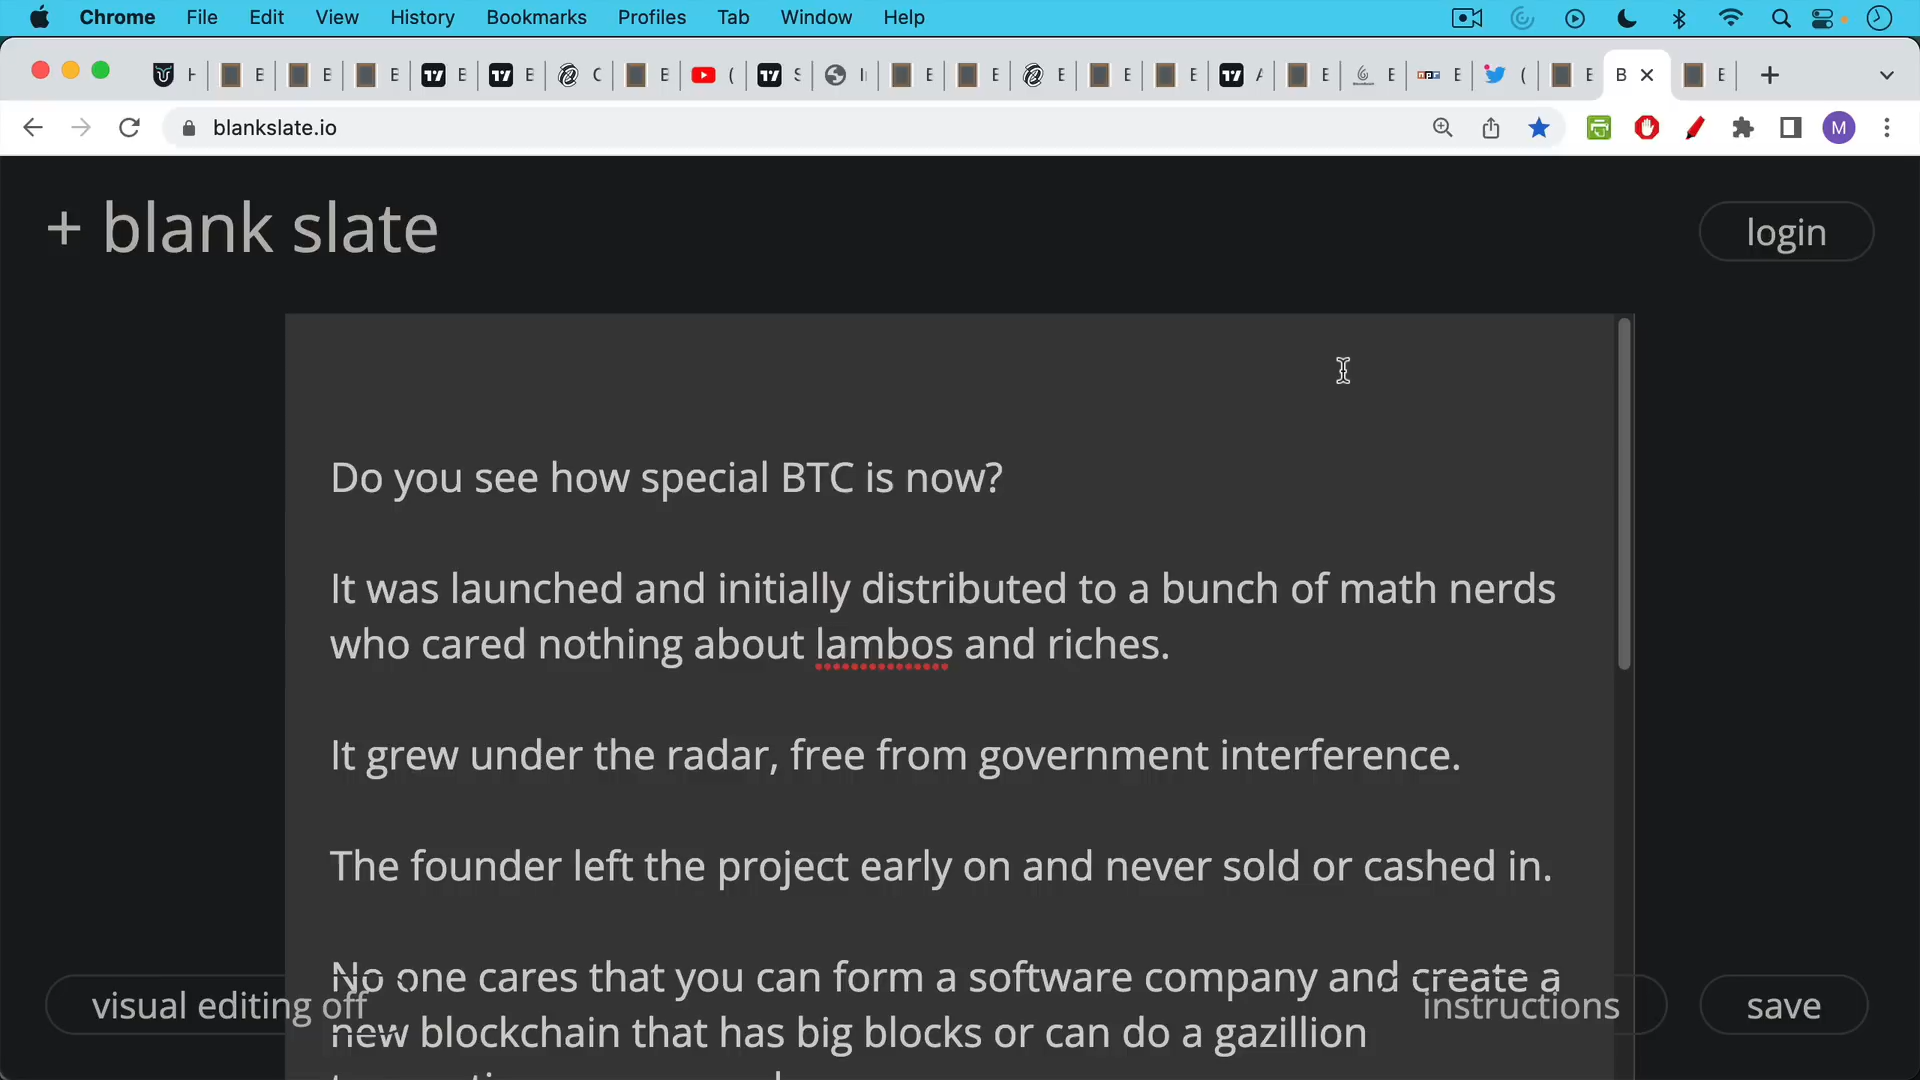 Chrome File Edit View History Bookmarks Profiles Tab Window Help
blankslate.io
M
+ blank slate
login
Do you see how special BTC is now?
It was launched and initially distributed to a bunch of math nerds
who cared nothing about lambos and riches.
It grew under the radar, free from government interference.
The founder left the project early on and never sold or cashed in.
No one cares that you can form a software company and create a
new blockchain that has big blocks or can do a gazillion
visual editing off
instructions
save